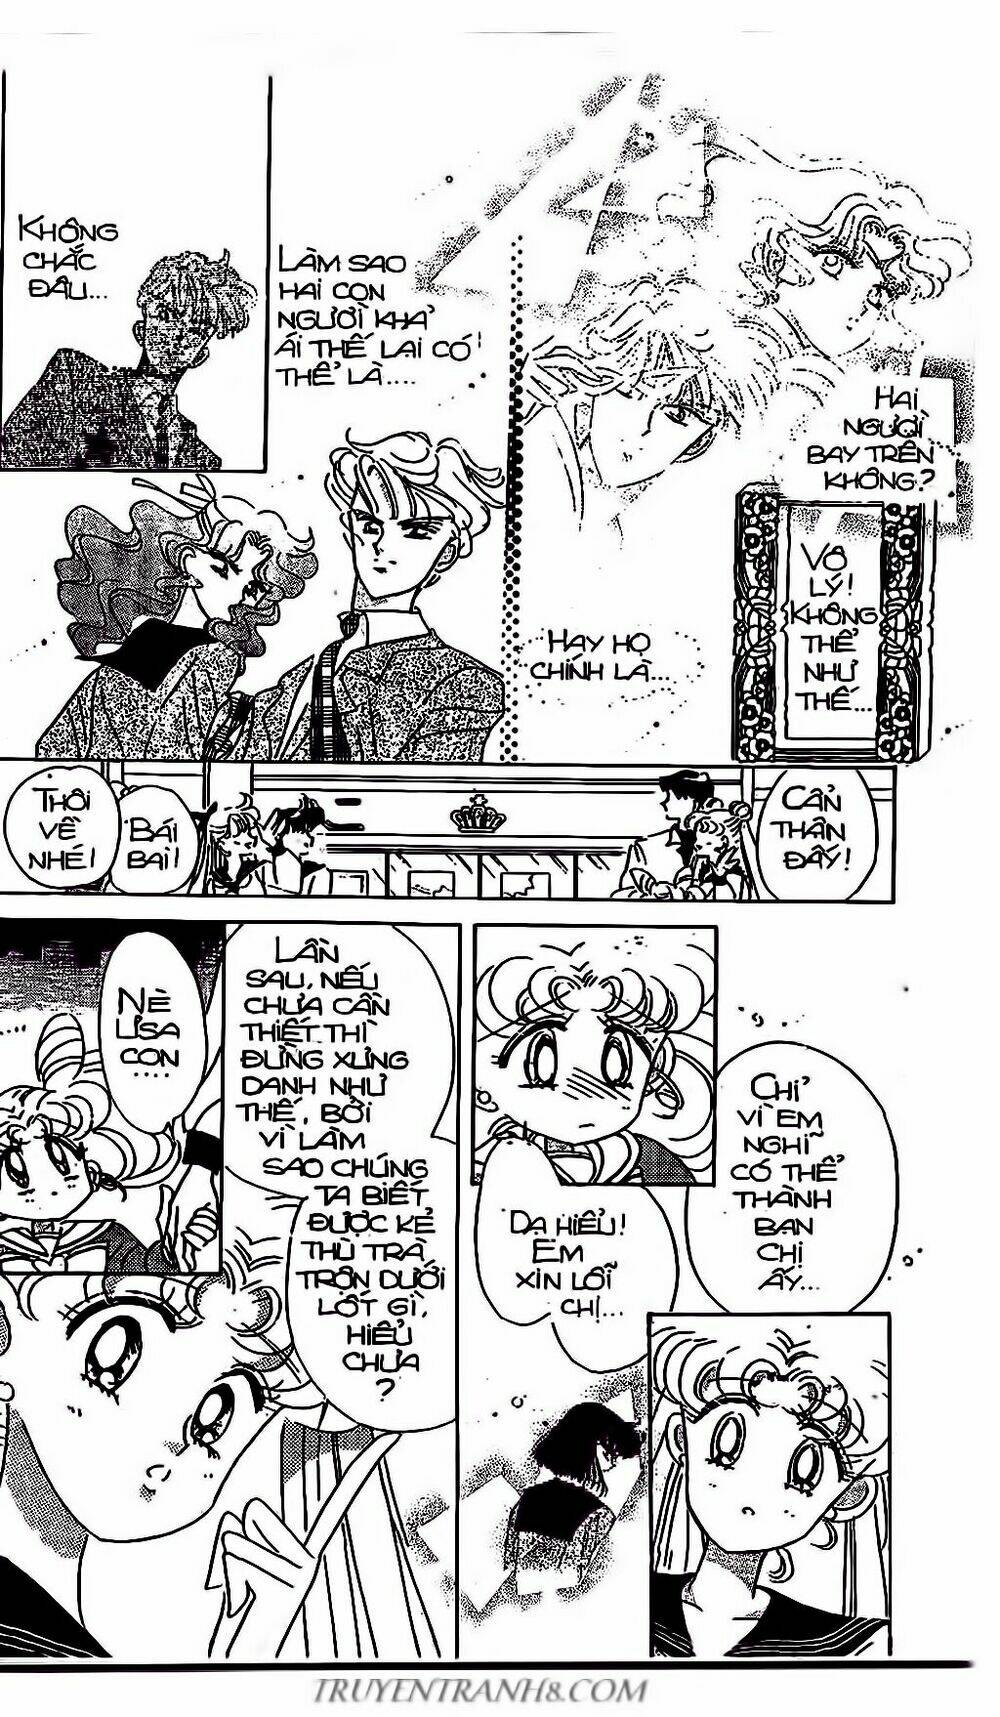 HAI
NGƯỜI
BAY TRÊN
KHÔNG?
VÔ
LÝ!
KHÔNG
THỂ
NHƯ
THẾ...
HAY HỌ
CHÍNH LÀ...
LÀM SAO
HAI CON
NGƯỜI KHẢ
ÁI THẾ LẠI CÓ
THỂ LÀ....
KHÔNG
CHẮC
ĐÂU...
CẨN
THẬN
ĐẤY!
BÁI
BAI!
THÔI
VỀ
NHÉ!
CHỈ
VÌ EM
NGHĨ
CÓ THỂ
THÀNH
BẠN
CHỊ
ẤY...
DẠ HIỂU!
EM
XIN LỖI
CHỊ...
LẦN
SAU, NẾU
CHƯA CẦN
THIẾT THÌ
ĐỪNG XƯNG
DANH NHƯ
THẾ, BỞI
VÌ LÀM
SAO CHÚNG
TA BIẾT
ĐƯỢC KẺ
THÙ TRÀ
TRỘN DƯỚI
LỐT GÌ,
HIỂU
CHƯA
?
NÈ
ƯSA
CON
.....
TRUYENTRANH8.COM